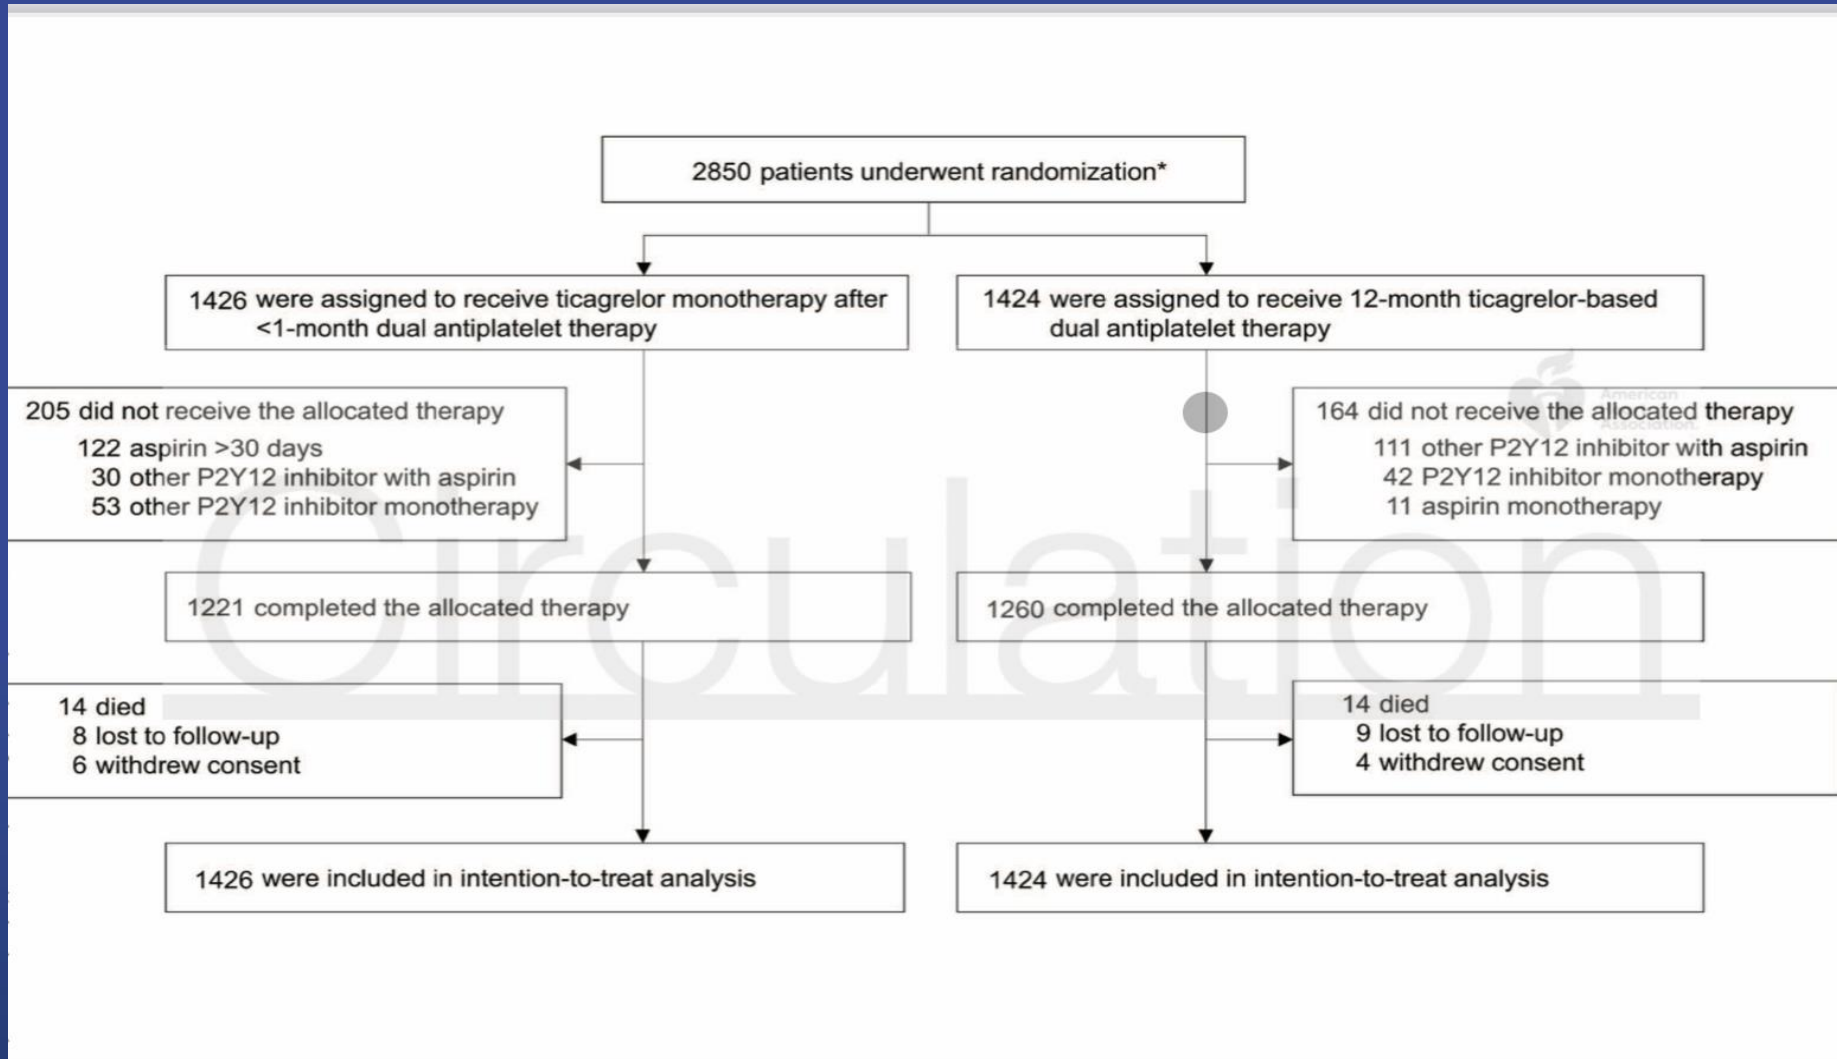 2850 patients underwent randomization*
1426 were assigned to receive ticagrelor monotherapy after
<1-month dual antiplatelet therapy
1424 were assigned to receive 12-month ticagrelor-based
dual antiplatelet therapy
205 did not receive the allocated therapy
122 aspirin >30 days
30 other P2Y12 inhibitor with aspirin
53 other P2Y12 inhibitor monotherapy
American
Association.
164 did not receive the allocated therapy
111 other P2Y12 inhibitor with aspirin
42 P2Y12 inhibitor monotherapy
11 aspirin monotherapy
Circulation
1221 completed the allocated therapy
1260 completed the allocated therapy
14 died
8 lost to follow-up
6 withdrew consent
14 died
9 lost to follow-up
4 withdrew consent
1426 were included in intention-to-treat analysis
1424 were included in intention-to-treat analysis